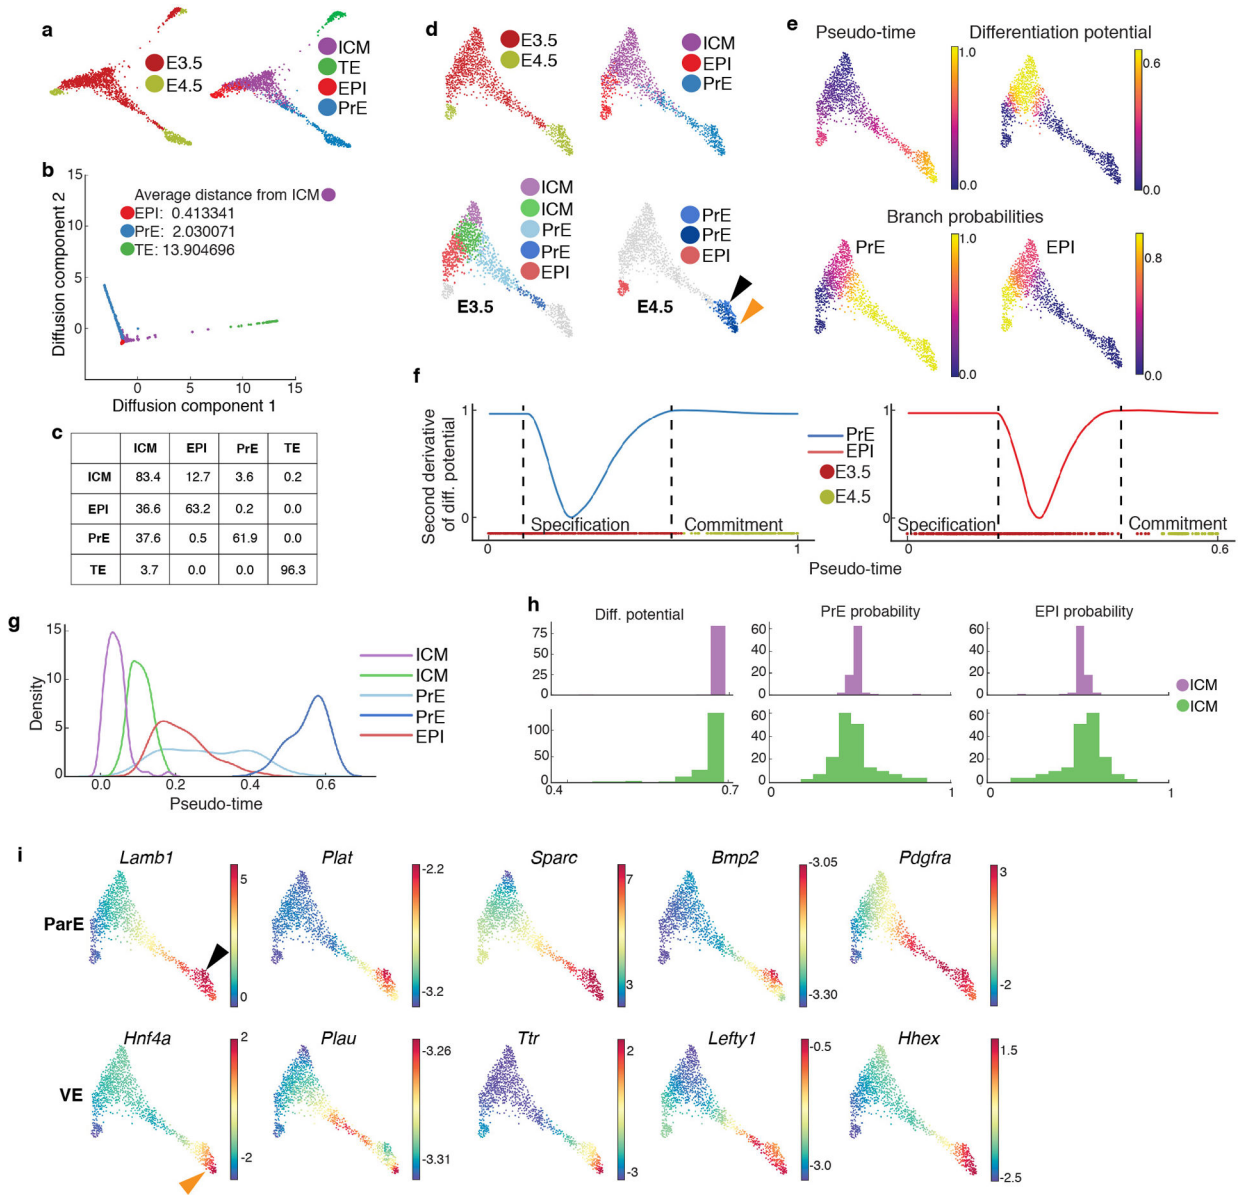 a
E3.5
E4.5
ICM
TE
EPI
PrE
b
15
10
5
0
Diffusion component 2
Average distance from ICM
EPI: 0.413341
PrE: 2.030071
TE: 13.904696
0 5 10 15
Diffusion component 1
c
ICM EPI PrE TE
ICM 83.4 12.7 3.6 0.2
EPI 36.6 63.2 0.2 0.0
PrE 37.6 0.5 61.9 0.0
TE 3.7 0.0 0.0 96.3
d
E3.5
E4.5
ICM
EPI
PrE
ICM
ICM
PrE
PrE
EPI
E3.5
PrE
PrE
EPI
E4.5
e
Pseudo-time
1.0
0.0
Differentiation potential
0.6
0.0
Branch probabilities
PrE
1.0
0.0
EPI
0.8
0.0
f
Second derivative
of diff. potential
1
0
Specification Commitment
0 1
PrE
EPI
E3.5
E4.5
1
0
Specification Commitment
0 0.6
Pseudo-time
g
15
10
5
0
Density
0.0 0.2 0.4 0.6
Pseudo-time
ICM
ICM
PrE
PrE
EPI
h
Diff. potential
75
50
25
0
100
50
0
0.4 0.7
PrE probability
60
40
20
0
60
40
20
0
0 1
EPI probability
60
40
20
0
60
40
20
0
0 1
ICM
ICM
i
ParE
Lamb1
5
0
Plat
-2.2
-3.2
Sparc
7
3
Bmp2
-3.05
-3.30
Pdgfra
3
-2
VE
Hnf4a
2
-2
Plau
-3.26
-3.31
Ttr
2
-3
Lefty1
-0.5
-3.0
Hhex
1.5
-2.5